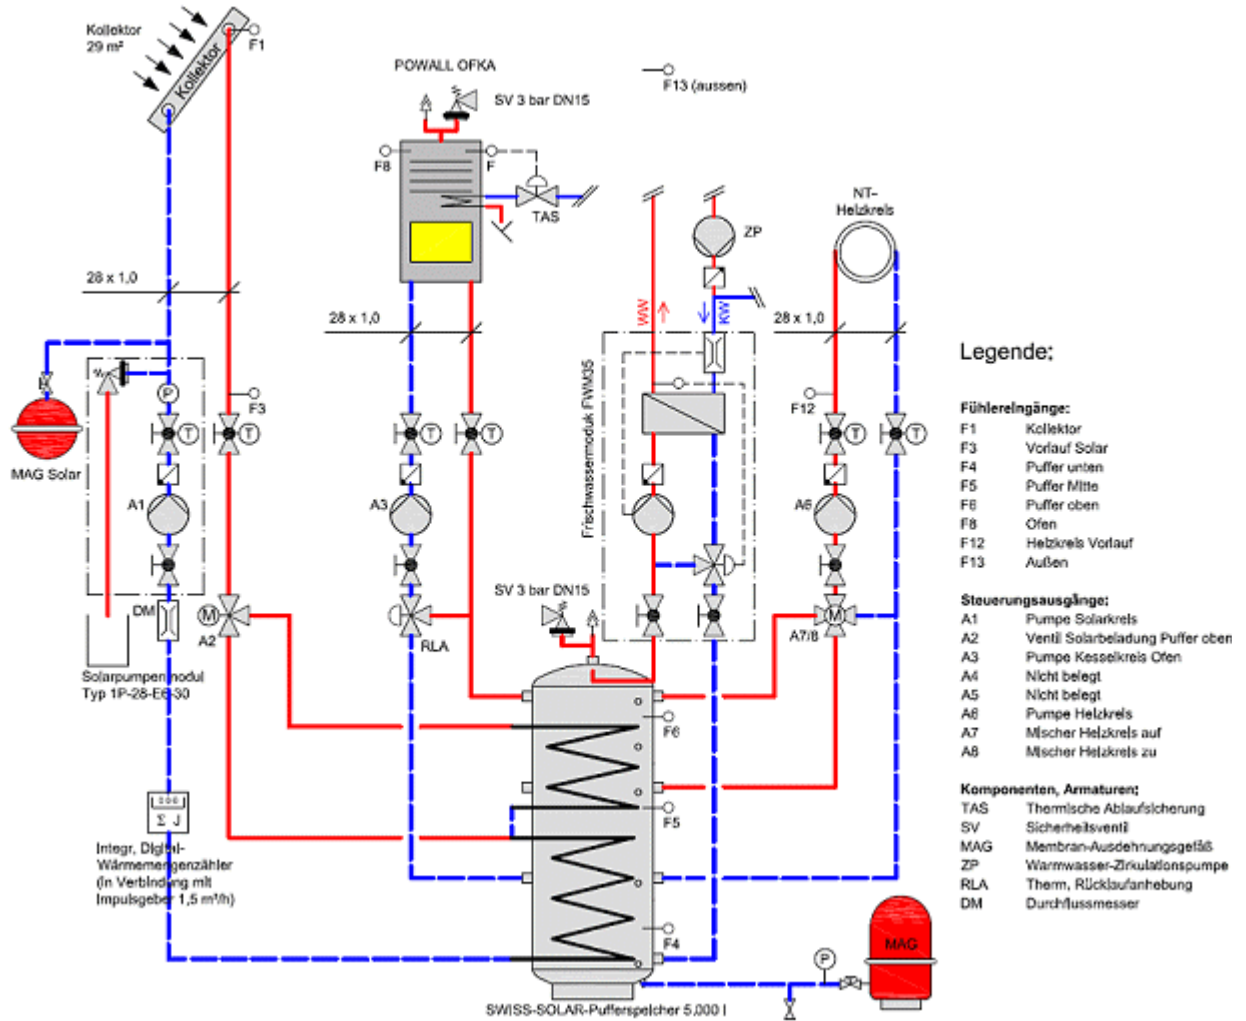 Kollektor
29 m²
Kollektor
F1
POWALL OFKA
SV 3 bar DN15
F13 (aussen)
F8
F
TAS
ZP
NT-
Heizkreis
28 x 1,0
28 x 1,0
28 x 1,0
WW
KW
P
F3
F12
MAG Solar
T
T
T
T
T
T
A1
A3
A6
Frischwassermoduk FWM35
SV 3 bar DN15
DM
M
A2
RLA
M
A7/8
Solarpumpenmodul
Typ 1P-28-E6-30
F6
F5
F4
Σ J
Integr. Digital-
Wärmemengenzähler
(in Verbindung mit
Impulsgeber 1,5 m³/h)
P
MAG
SWISS-SOLAR-Pufferspeicher 5.000 l
Legende:
Fühlereingänge:
F1 Kollektor
F3 Vorlauf Solar
F4 Puffer unten
F5 Puffer Mitte
F6 Puffer oben
F8 Ofen
F12 Heizkreis Vorlauf
F13 Außen
Steuerungsausgänge:
A1 Pumpe Solarkreis
A2 Ventil Solarbeladung Puffer oben
A3 Pumpe Kesselkreis Ofen
A4 Nicht belegt
A5 Nicht belegt
A6 Pumpe Heizkreis
A7 Mischer Heizkreis auf
A8 Mischer Heizkreis zu
Komponenten, Armaturen:
TAS Thermische Ablaufsicherung
SV Sicherheitsventil
MAG Membran-Ausdehnungsgefäß
ZP Warmwasser-Zirkulationspumpe
RLA Therm. Rücklaufanhebung
DM Durchflussmesser